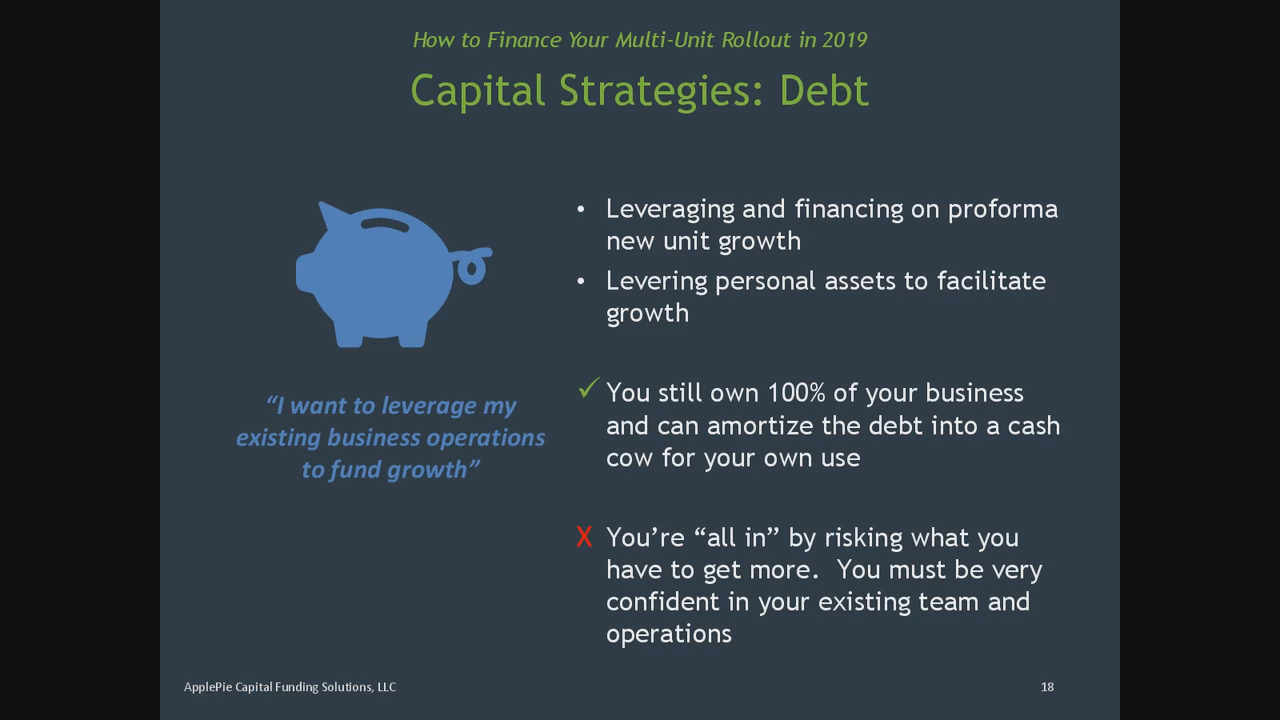 How to Finance Your Multi-Unit Rollout in 2019
Capital Strategies: Debt
• Leveraging and financing on proforma
new unit growth
• Levering personal assets to facilitate
growth
“I want to leverage my
existing business operations
to fund growth”
✓ You still own 100% of your business
and can amortize the debt into a cash
cow for your own use
X You’re “all in” by risking what you
have to get more.  You must be very
confident in your existing team and
operations
ApplePie Capital Funding Solutions, LLC
18